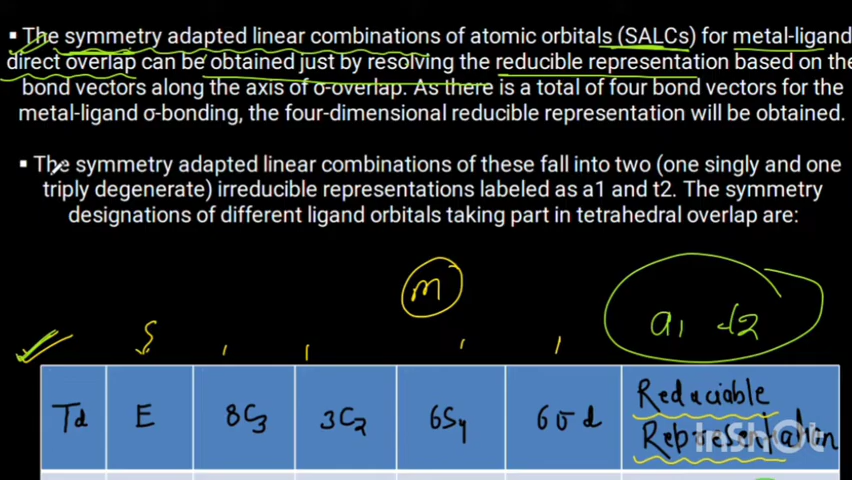 ▪ The symmetry adapted linear combinations of atomic orbitals (SALCs) for metal-ligand
direct overlap can be obtained just by resolving the reducible representation based on the
bond vectors along the axis of σ-overlap. As there is a total of four bond vectors for the
metal-ligand σ-bonding, the four-dimensional reducible representation will be obtained.
▪ The symmetry adapted linear combinations of these fall into two (one singly and one
triply degenerate) irreducible representations labeled as a1 and t2. The symmetry
designations of different ligand orbitals taking part in tetrahedral overlap are:
m
a1 t2
Td E 8C3 3C2 6S4 6σd Reduciable
Representation
InShot